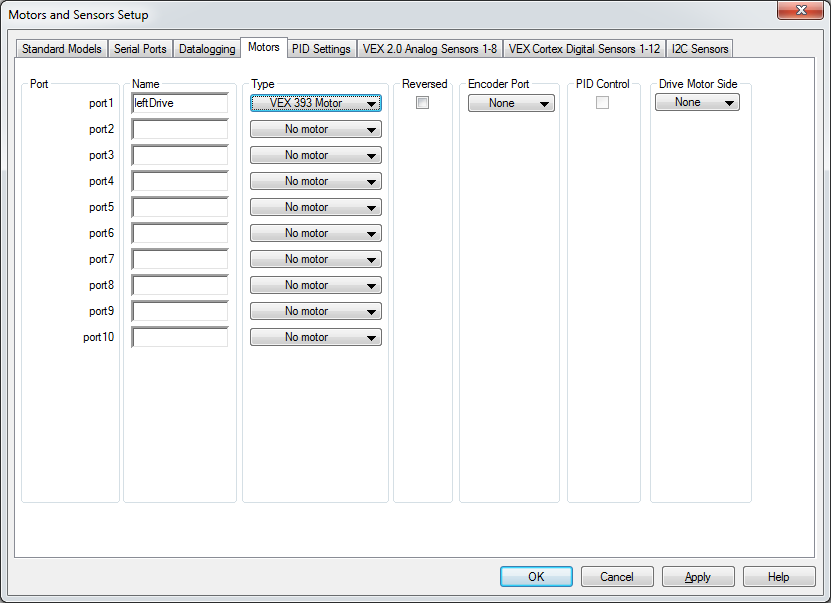 Motors and Sensors Setup
Standard Models Serial Ports Datalogging Motors PID Settings VEX 2.0 Analog Sensors 1-8 VEX Cortex Digital Sensors 1-12 I2C Sensors
Port Name Type Reversed Encoder Port PID Control Drive Motor Side
port1 leftDrive VEX 393 Motor None None
port2 No motor
port3 No motor
port4 No motor
port5 No motor
port6 No motor
port7 No motor
port8 No motor
port9 No motor
port10 No motor
OK Cancel Apply Help